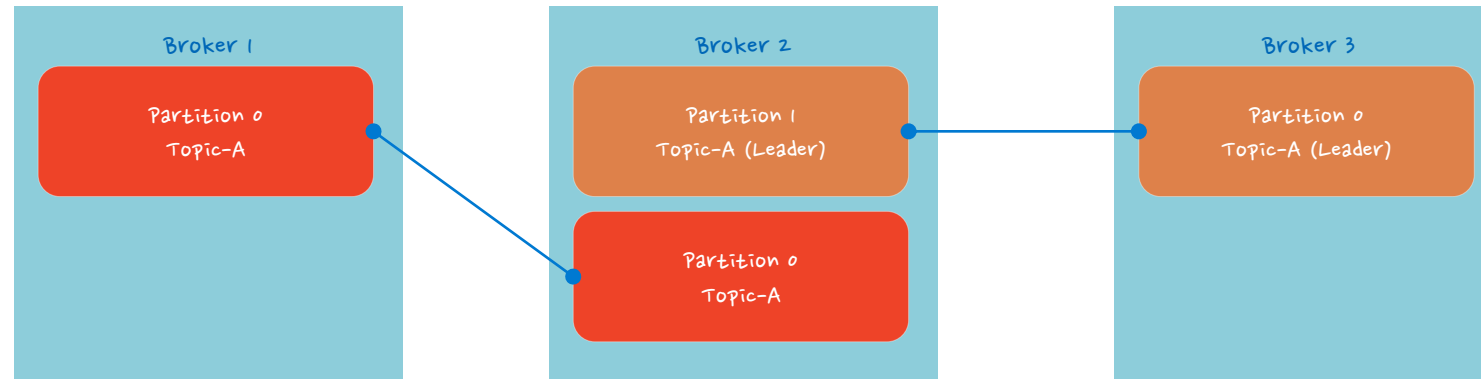 Broker 1
Partition 0
Topic-A
Broker 2
Partition 1
Topic-A (Leader)
Partition 0
Topic-A
Broker 3
Partition 0
Topic-A (Leader)